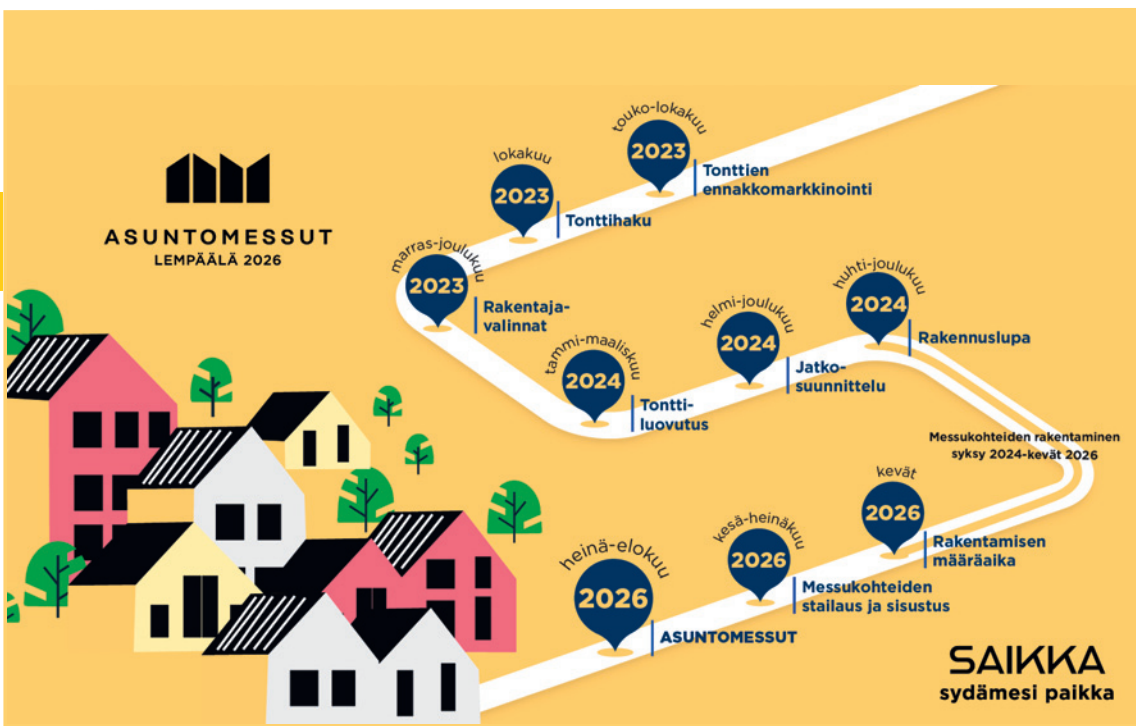 ASUNTOMESSUT
LEMPÄÄLÄ 2026
touko-lokakuu
2023
Tonttien
ennakkomarkkinointi
lokakuu
2023
Tonttihaku
marras-joulukuu
2023
Rakentaja-
valinnat
tammi-maaliskuu
2024
Tontti-
luovutus
helmi-joulukuu
2024
Jatko-
suunnittelu
huhti-joulukuu
2024
Rakennuslupa
Messukohteiden rakentaminen
syksy 2024-kevät 2026
kevät
2026
Rakentamisen
määräaika
kesä-heinäkuu
2026
Messukohteiden
stailaus ja sisustus
heinä-elokuu
2026
ASUNTOMESSUT
SAIKKA
sydämesi paikka